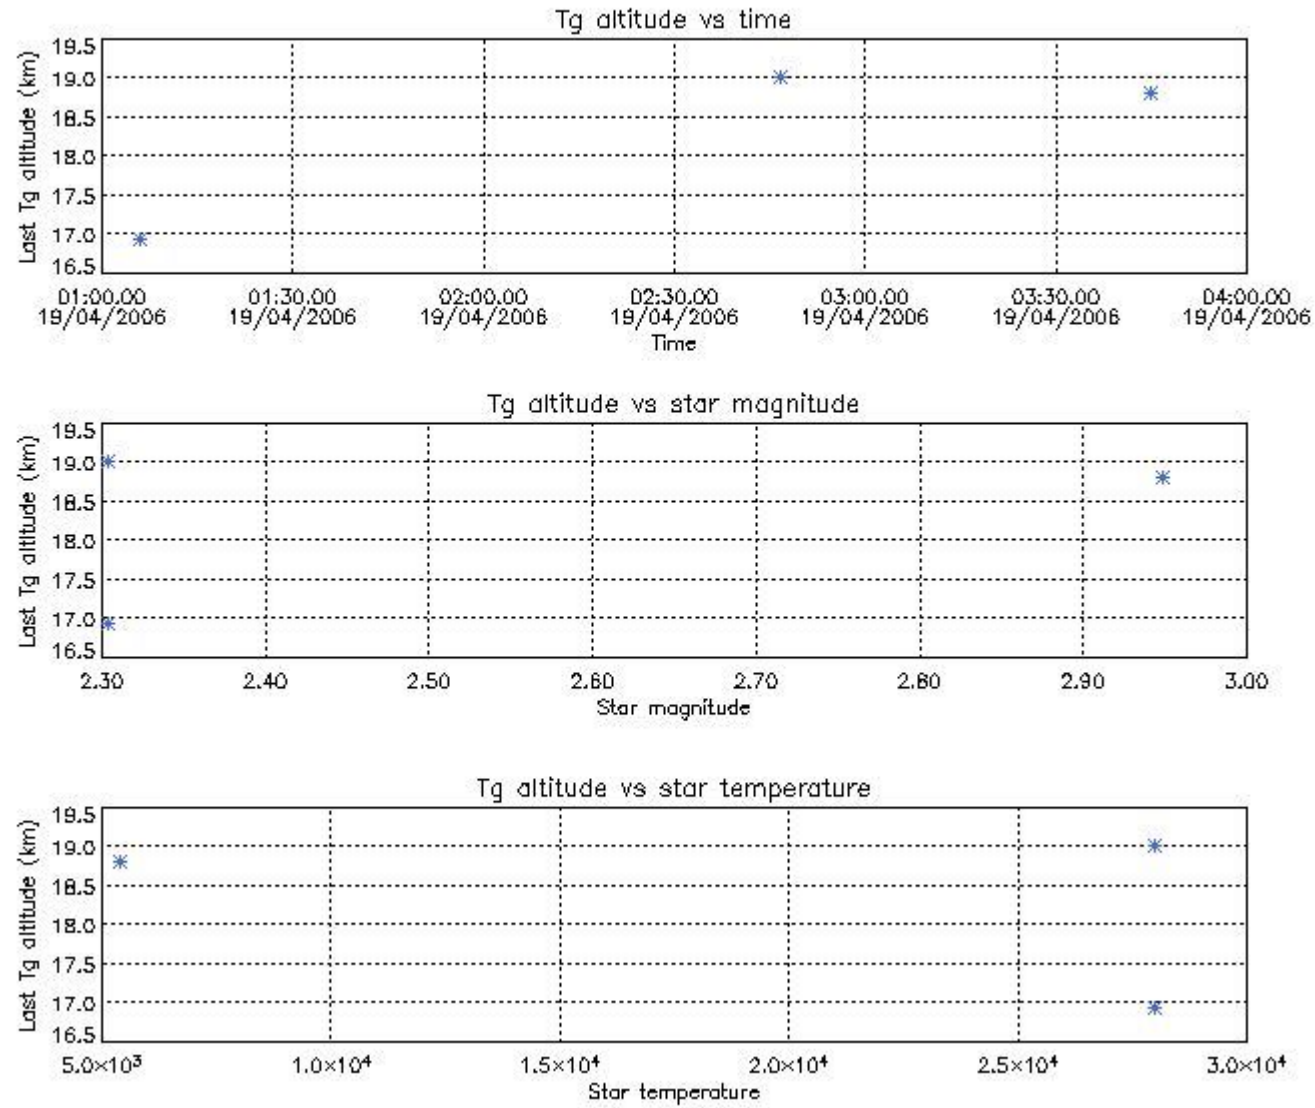 Tg altitude vs time
Last Tg altitude (km)
19.5
19.0
18.5
18.0
17.5
17.0
16.5
01:00.00 01:30.00 02:00.00 02:30.00 03:00.00 03:30.00 04:00.00
19/04/2006 19/04/2006 19/04/2006 19/04/2006 19/04/2006 19/04/2006 19/04/2006
Time
Tg altitude vs star magnitude
Last Tg altitude (km)
19.5
19.0
18.5
18.0
17.5
17.0
16.5
2.30 2.40 2.50 2.60 2.70 2.80 2.90 3.00
Star magnitude
Tg altitude vs star temperature
Last Tg altitude (km)
19.5
19.0
18.5
18.0
17.5
17.0
16.5
5.0×10³ 1.0×10⁴ 1.5×10⁴ 2.0×10⁴ 2.5×10⁴ 3.0×10⁴
Star temperature